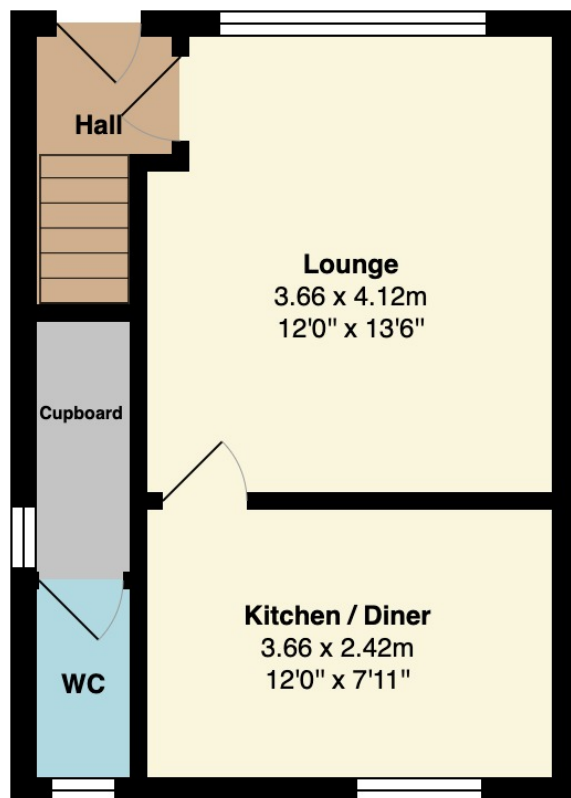 Hall
Lounge
3.66 x 4.12m
12'0" x 13'6"
Cupboard
Kitchen / Diner
3.66 x 2.42m
12'0" x 7'11"
WC